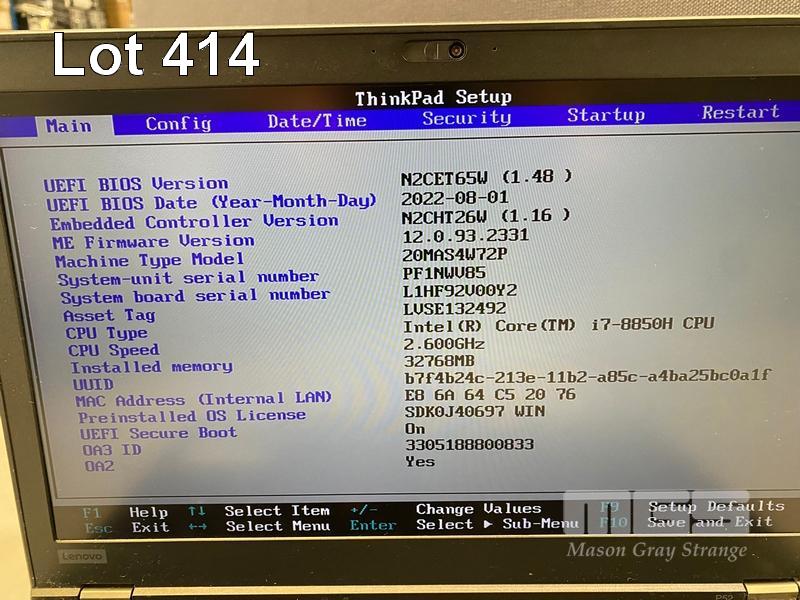 Lot 414
ThinkPad Setup
Main Config Date/Time Security Startup Restart
UEFI BIOS Version N2CET65W (1.48 )
UEFI BIOS Date (Year-Month-Day) 2022-08-01
Embedded Controller Version N2CHT26W (1.16 )
ME Firmware Version 12.0.93.2331
Machine Type Model 20MAS4W72P
System-unit serial number PF1NWV85
System board serial number L1HF92V00Y2
Asset Tag LVSE132492
CPU Type Intel(R) Core(TM) i7-8850H CPU
CPU Speed 2.600GHz
Installed memory 32768MB
UUID b7f4b24c-213e-11b2-a85c-a4ba25bc0a1f
MAC Address (Internal LAN) E8 6A 64 C5 20 76
Preinstalled OS License SDK0J40697 WIN
UEFI Secure Boot On
OA3 ID 3305188800833
OA2 Yes
F1 Help ↑↓ Select Item +/- Change Values F9 Setup Defaults
Esc Exit ←→ Select Menu Enter Select ▶ Sub-Menu F10 Save and Exit
MGS
Mason Gray Strange
Lenovo
P52